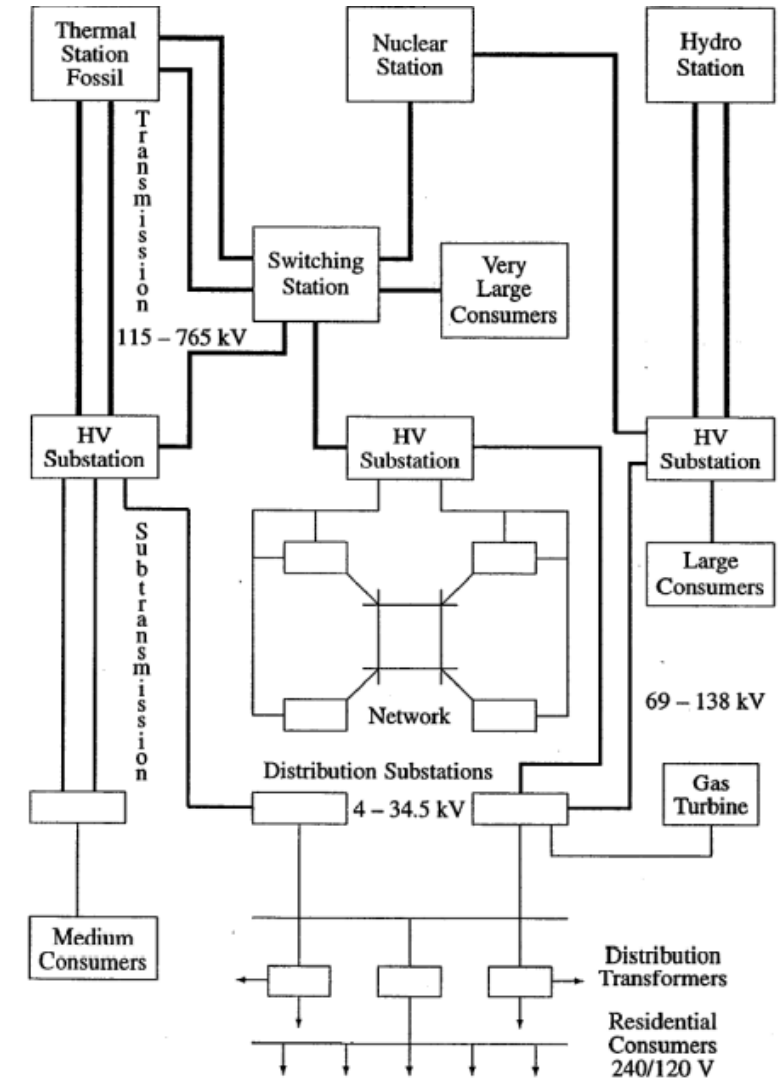 Thermal
Station
Fossil
Nuclear
Station
Hydro
Station
Transmission
Switching
Station
Very
Large
Consumers
115 – 765 kV
HV
Substation
HV
Substation
HV
Substation
Subtransmission
Large
Consumers
Network
69 – 138 kV
Distribution Substations
4 – 34.5 kV
Gas
Turbine
Medium
Consumers
Distribution
Transformers
Residential
Consumers
240/120 V